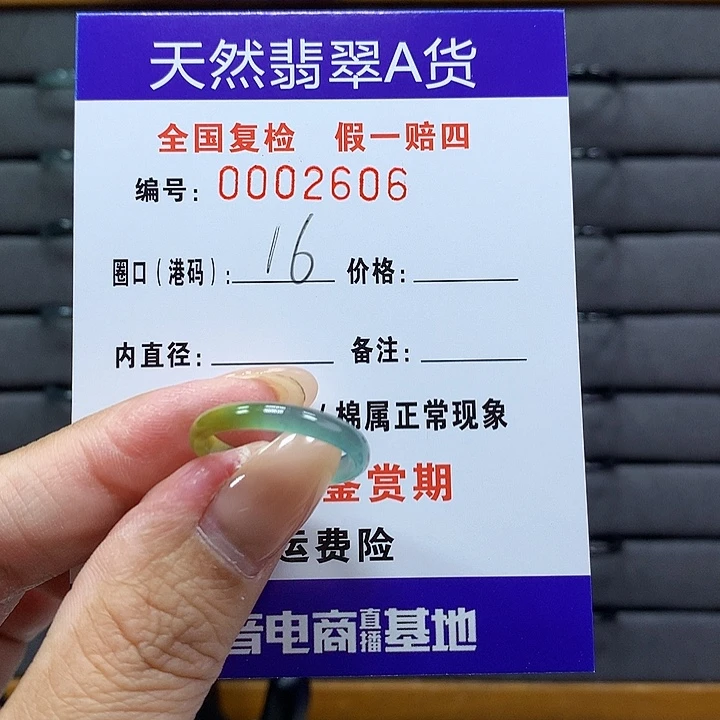 天然翡翠A货
全国复检 假一赔四
编号: 0002606
圈口(港码): 16 价格:
内直径: 备注:
棉属正常现象
鉴赏期
运费险
音电商直播基地